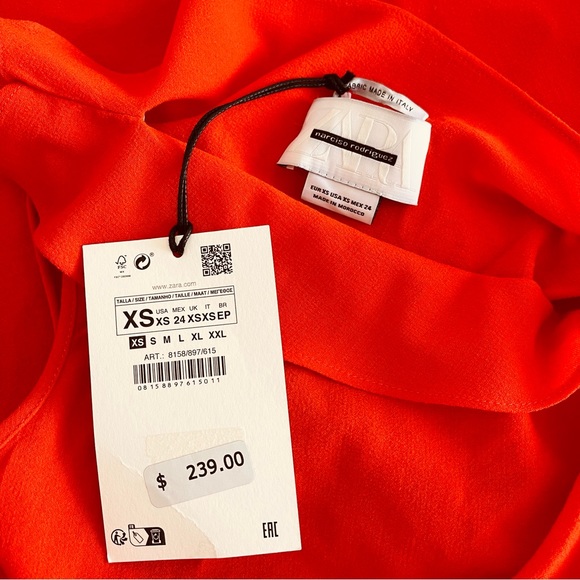 FABRIC MADE IN ITALY
ZARA
narciso rodriguez
EUR XS USA XS MEX 24
MADE IN MOROCCO
FSC
www.zara.com
TALLA / SIZE / TAMANHO / TAILLE / MAAT / ΜΕΓΕΘΟΣ
USA MEX UK IT BR
XS XS 24 XS XS EP
XS S M L XL XXL
ART.: 8158/897/615
08158897615011
$ 239.00
EAC